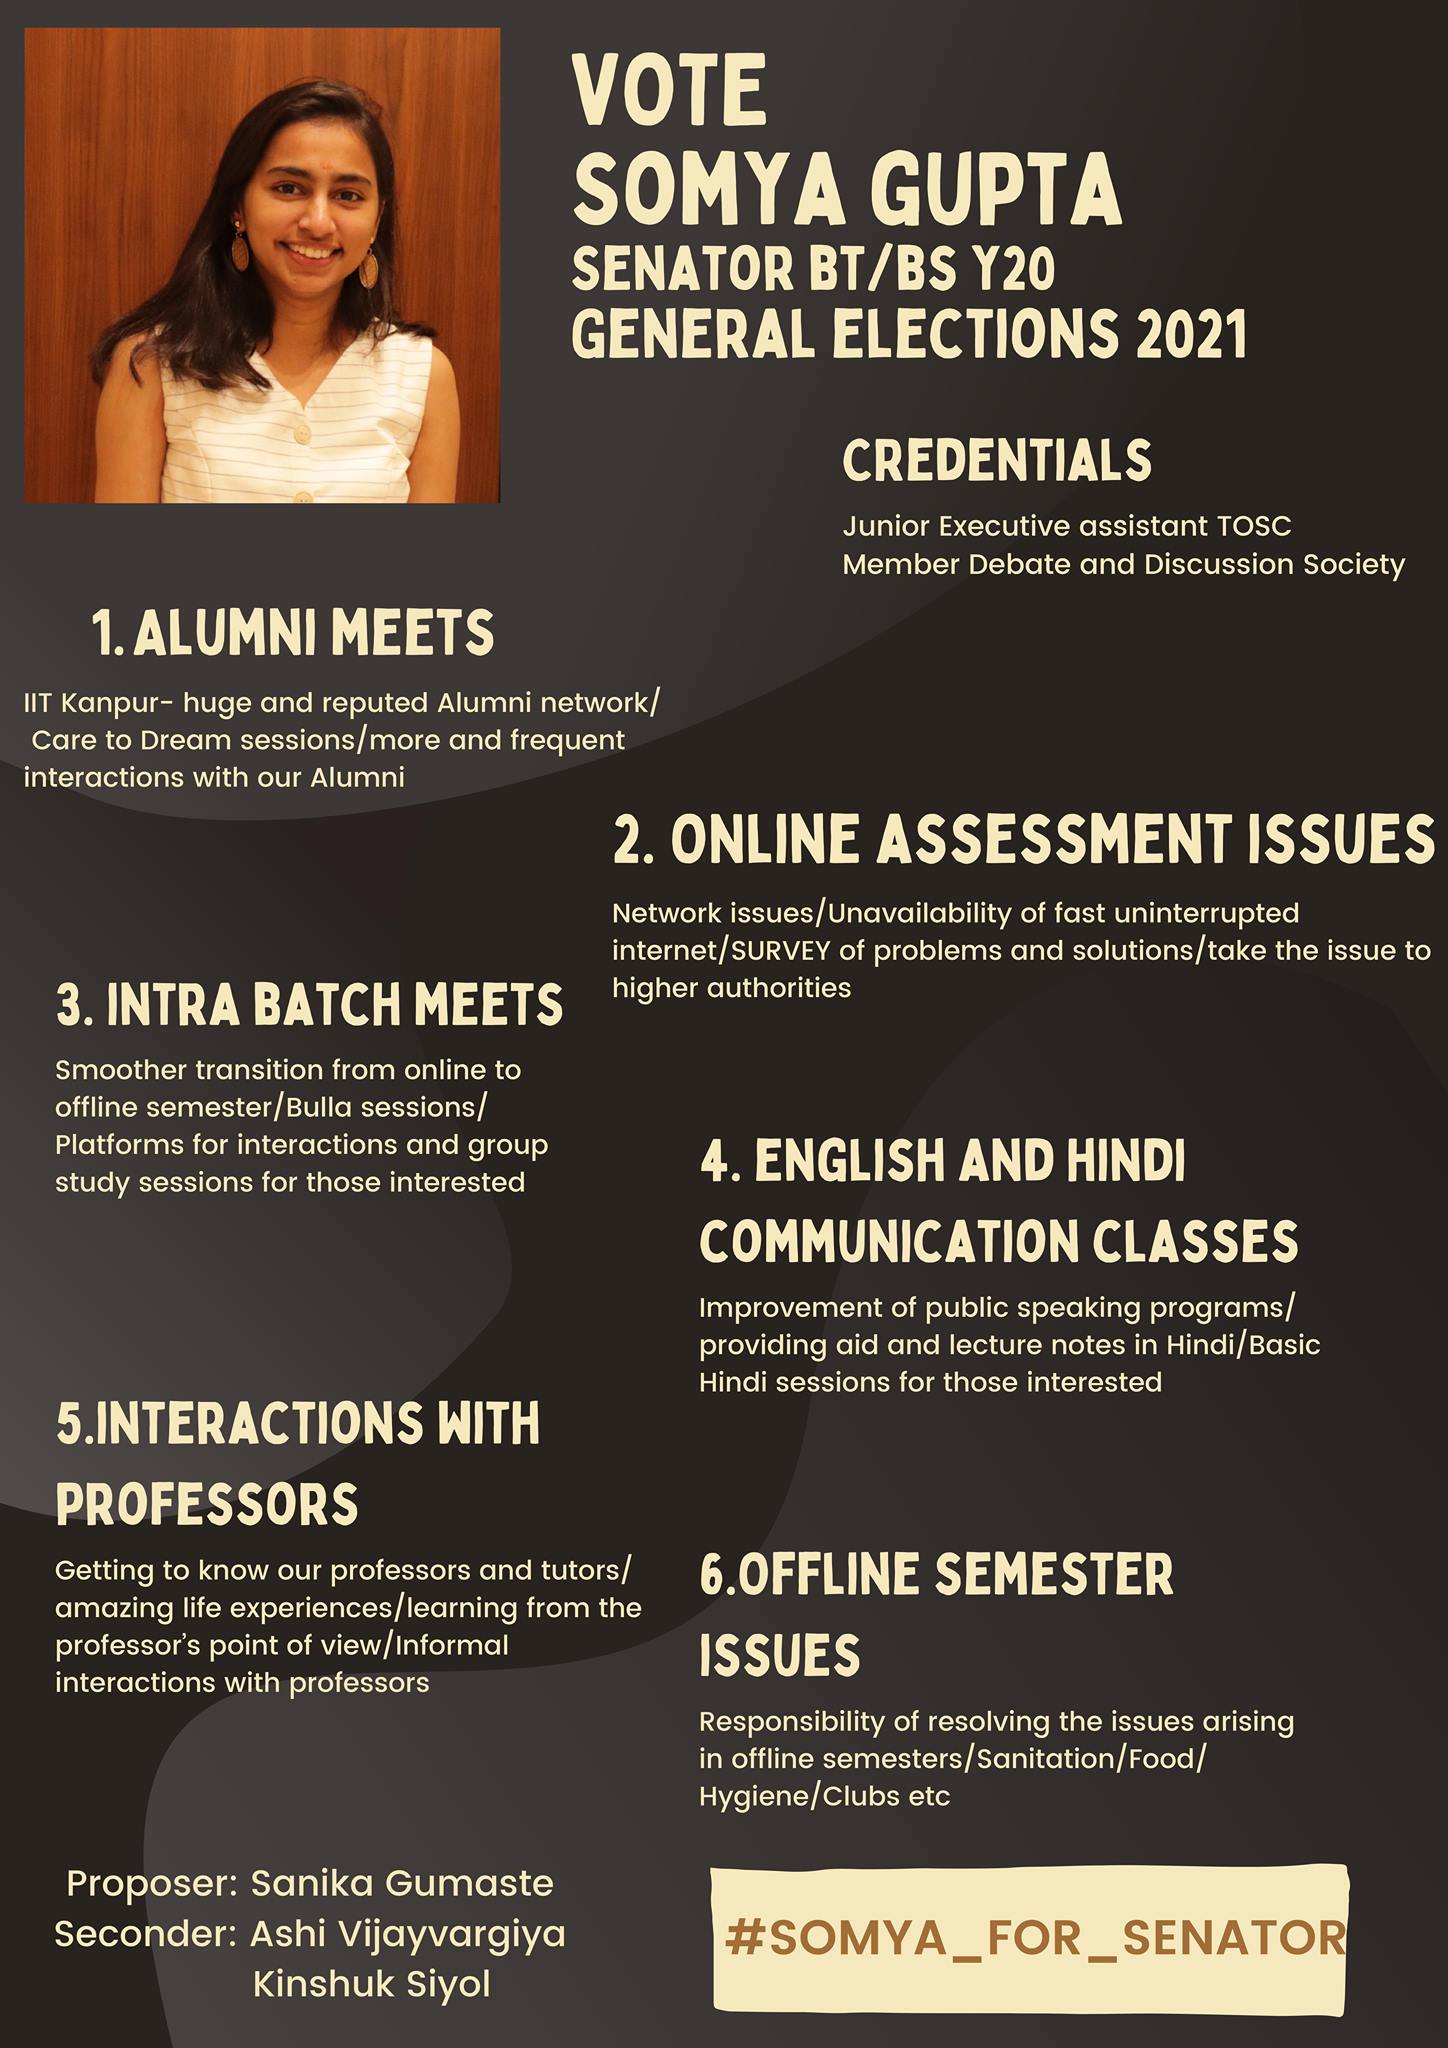 VOTE
SOMYA GUPTA
SENATOR BT/BS Y20
GENERAL ELECTIONS 2021
CREDENTIALS
Junior Executive assistant TOSC
Member Debate and Discussion Society
1. ALUMNI MEETS
IIT Kanpur- huge and reputed Alumni network/
Care to Dream sessions/more and frequent
interactions with our Alumni
2. ONLINE ASSESSMENT ISSUES
Network issues/Unavailability of fast uninterrupted
internet/SURVEY of problems and solutions/take the issue to
higher authorities
3. INTRA BATCH MEETS
Smoother transition from online to
offline semester/Bulla sessions/
Platforms for interactions and group
study sessions for those interested
4. ENGLISH AND HINDI
COMMUNICATION CLASSES
Improvement of public speaking programs/
providing aid and lecture notes in Hindi/Basic
Hindi sessions for those interested
5.INTERACTIONS WITH
PROFESSORS
Getting to know our professors and tutors/
amazing life experiences/learning from the
professor's point of view/Informal
interactions with professors
6.OFFLINE SEMESTER
ISSUES
Responsibility of resolving the issues arising
in offline semesters/Sanitation/Food/
Hygiene/Clubs etc
Proposer: Sanika Gumaste
Seconder: Ashi Vijayvargiya
Kinshuk Siyol
#SOMYA_FOR_SENATOR